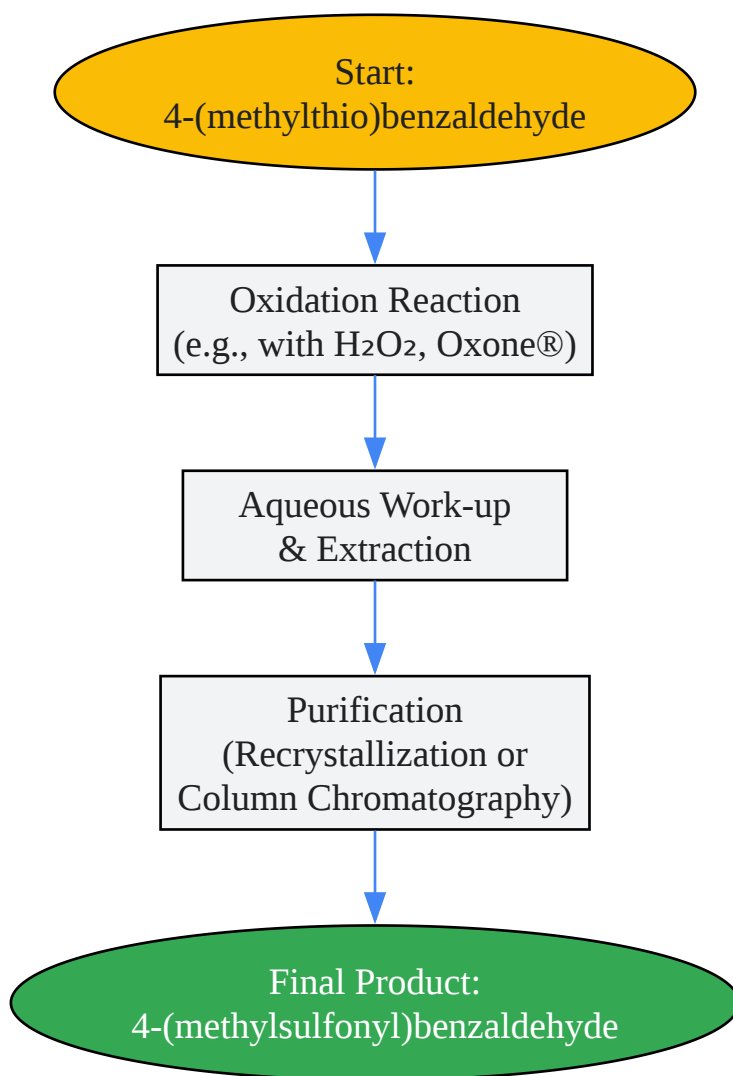 Start:
4-(methylthio)benzaldehyde
Oxidation Reaction
(e.g., with H₂O₂, Oxone®)
Aqueous Work-up
& Extraction
Purification
(Recrystallization or
Column Chromatography)
Final Product:
4-(methylsulfonyl)benzaldehyde